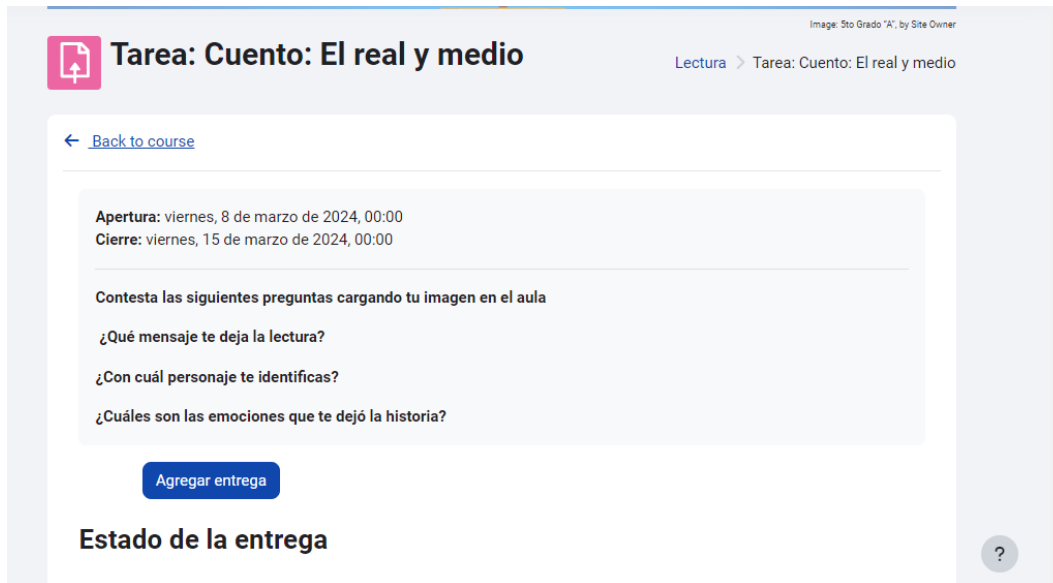 Image: 5to Grado "A", by Site Owner
Tarea: Cuento: El real y medio
Lectura > Tarea: Cuento: El real y medio
← Back to course
Apertura: viernes, 8 de marzo de 2024, 00:00
Cierre: viernes, 15 de marzo de 2024, 00:00
Contesta las siguientes preguntas cargando tu imagen en el aula
¿Qué mensaje te deja la lectura?
¿Con cuál personaje te identificas?
¿Cuáles son las emociones que te dejó la historia?
Agregar entrega
Estado de la entrega
?